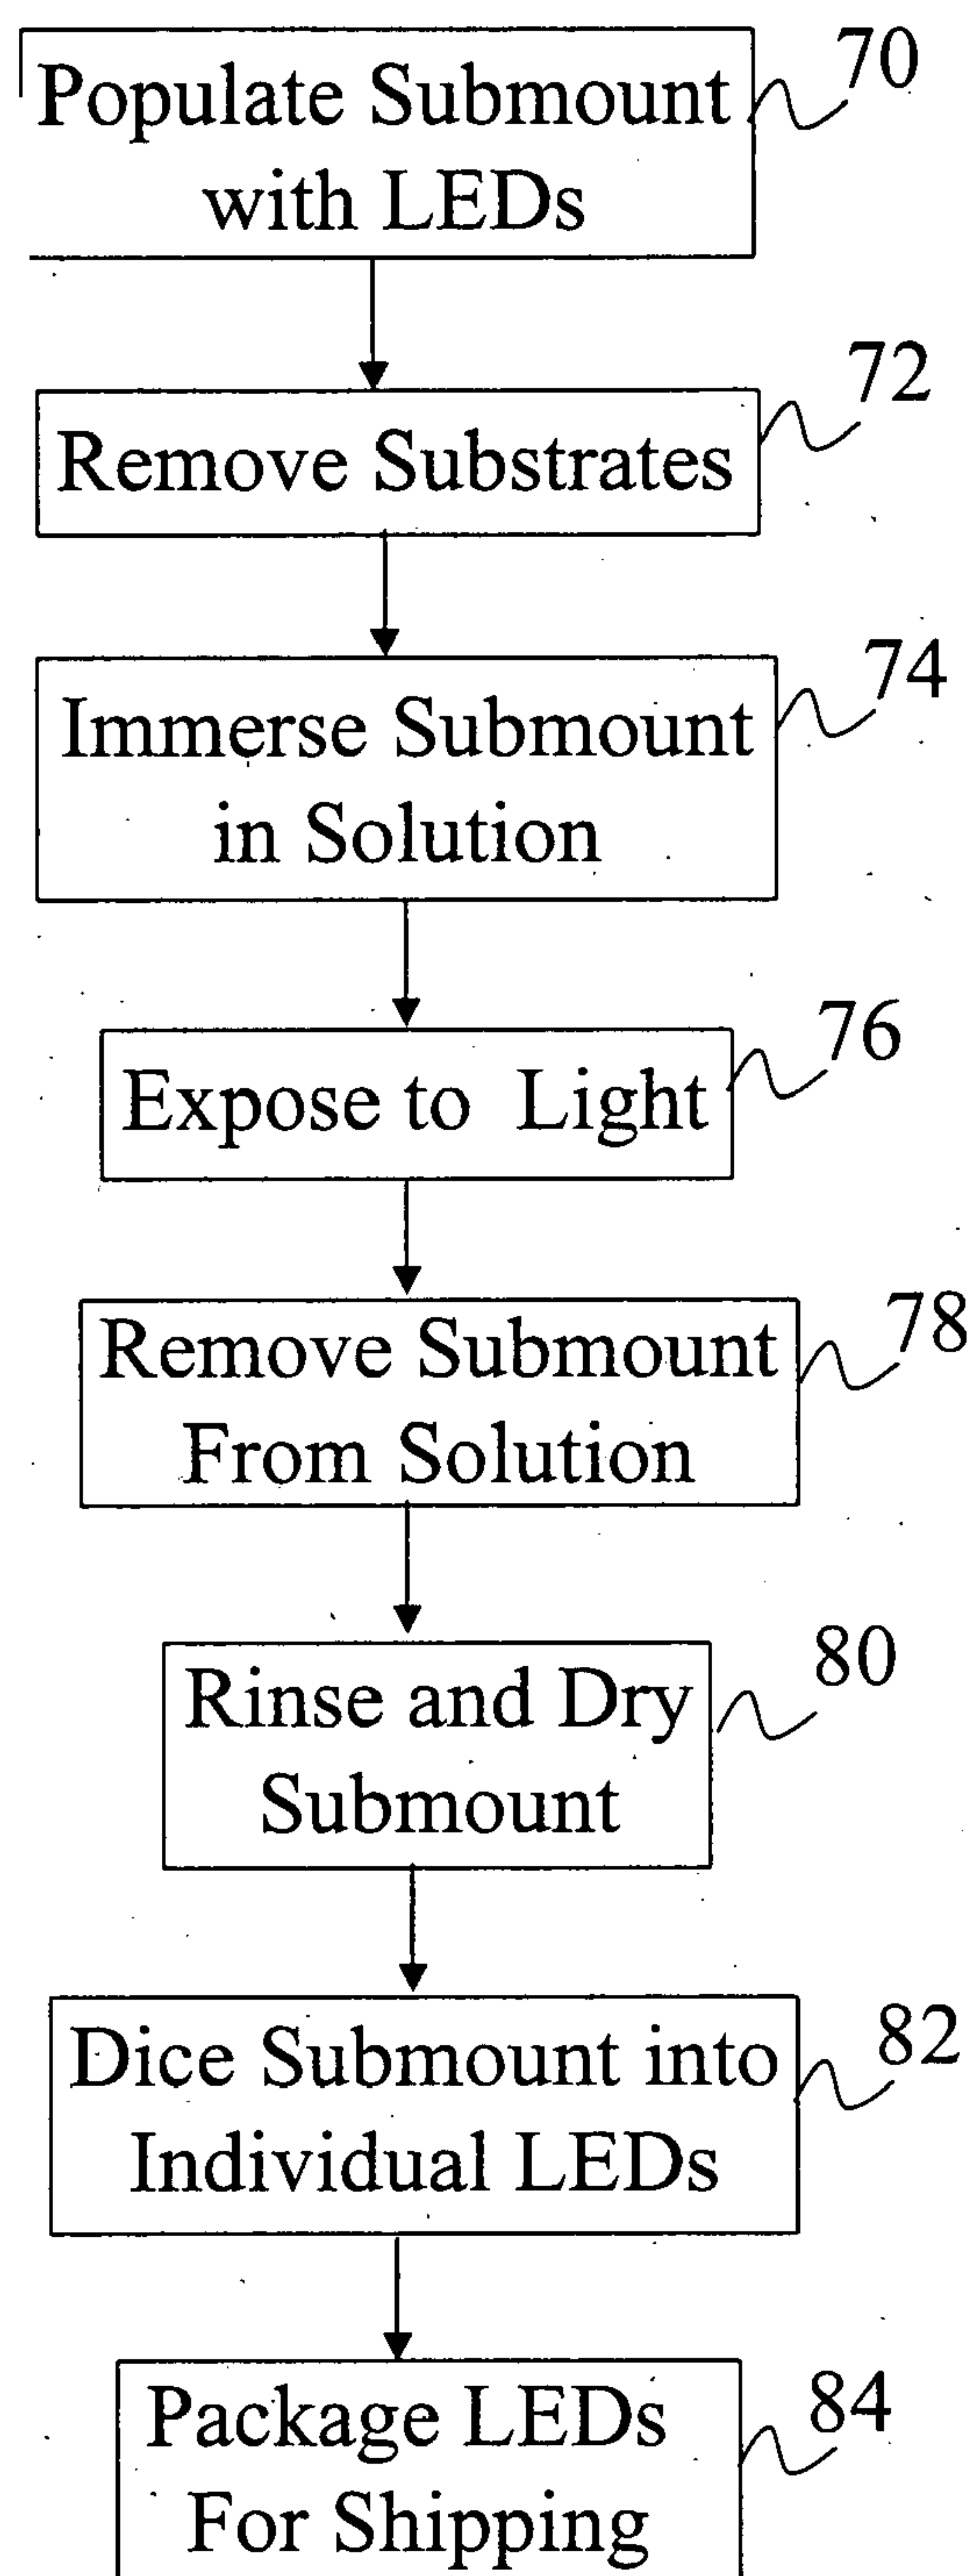 70
Populate Submount
with LEDs
72
Remove Substrates
74
Immerse Submount
in Solution
76
Expose to Light
78
Remove Submount
From Solution
80
Rinse and Dry
Submount
82
Dice Submount into
Individual LEDs
84
Package LEDs
For Shipping